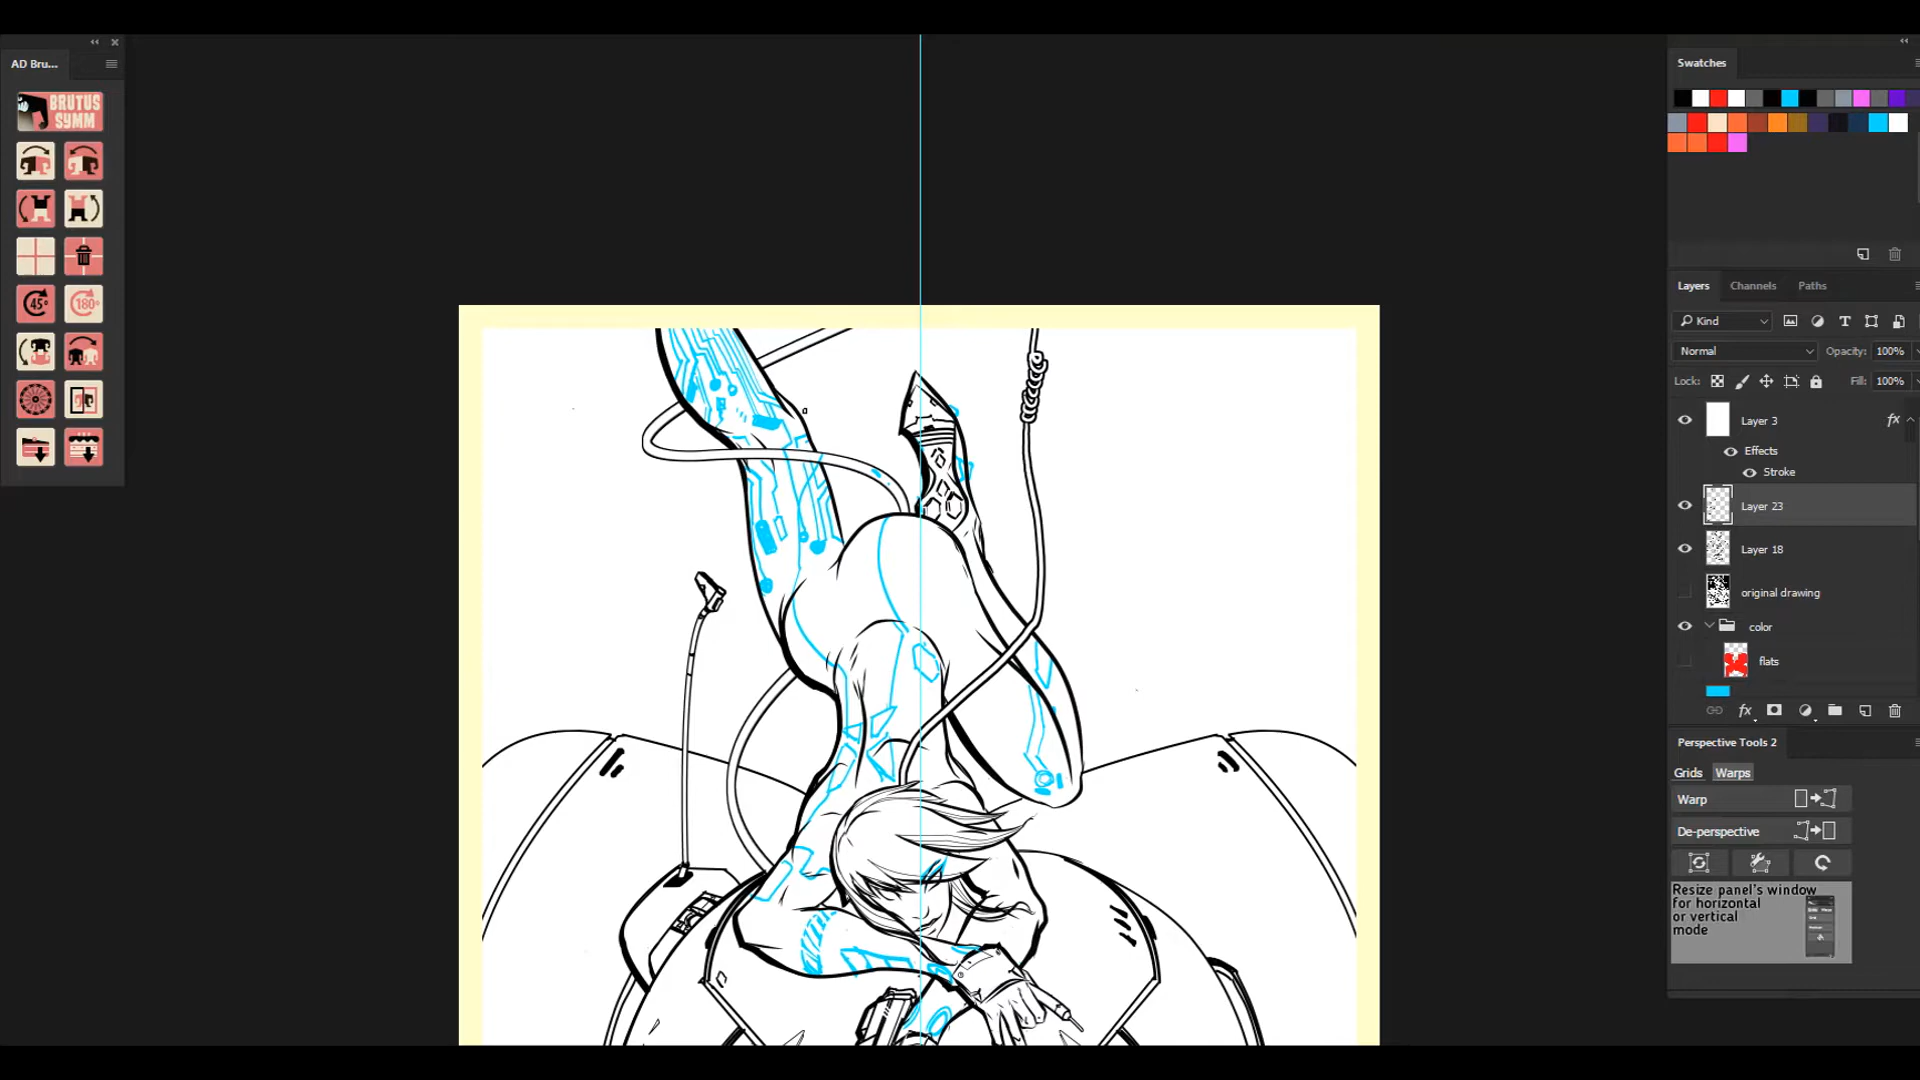 AD Bru...
BRUTUS
SYMM
45°
180°
Swatches
Layers
Channels
Paths
Kind
Normal
Opacity: 100%
Lock:
Fill: 100%
Layer 3
fx
Effects
Stroke
Layer 23
Layer 18
original drawing
color
flats
fx
Perspective Tools 2
Grids
Warps
Warp
De-perspective
Resize panel's window
for horizontal
or vertical
mode